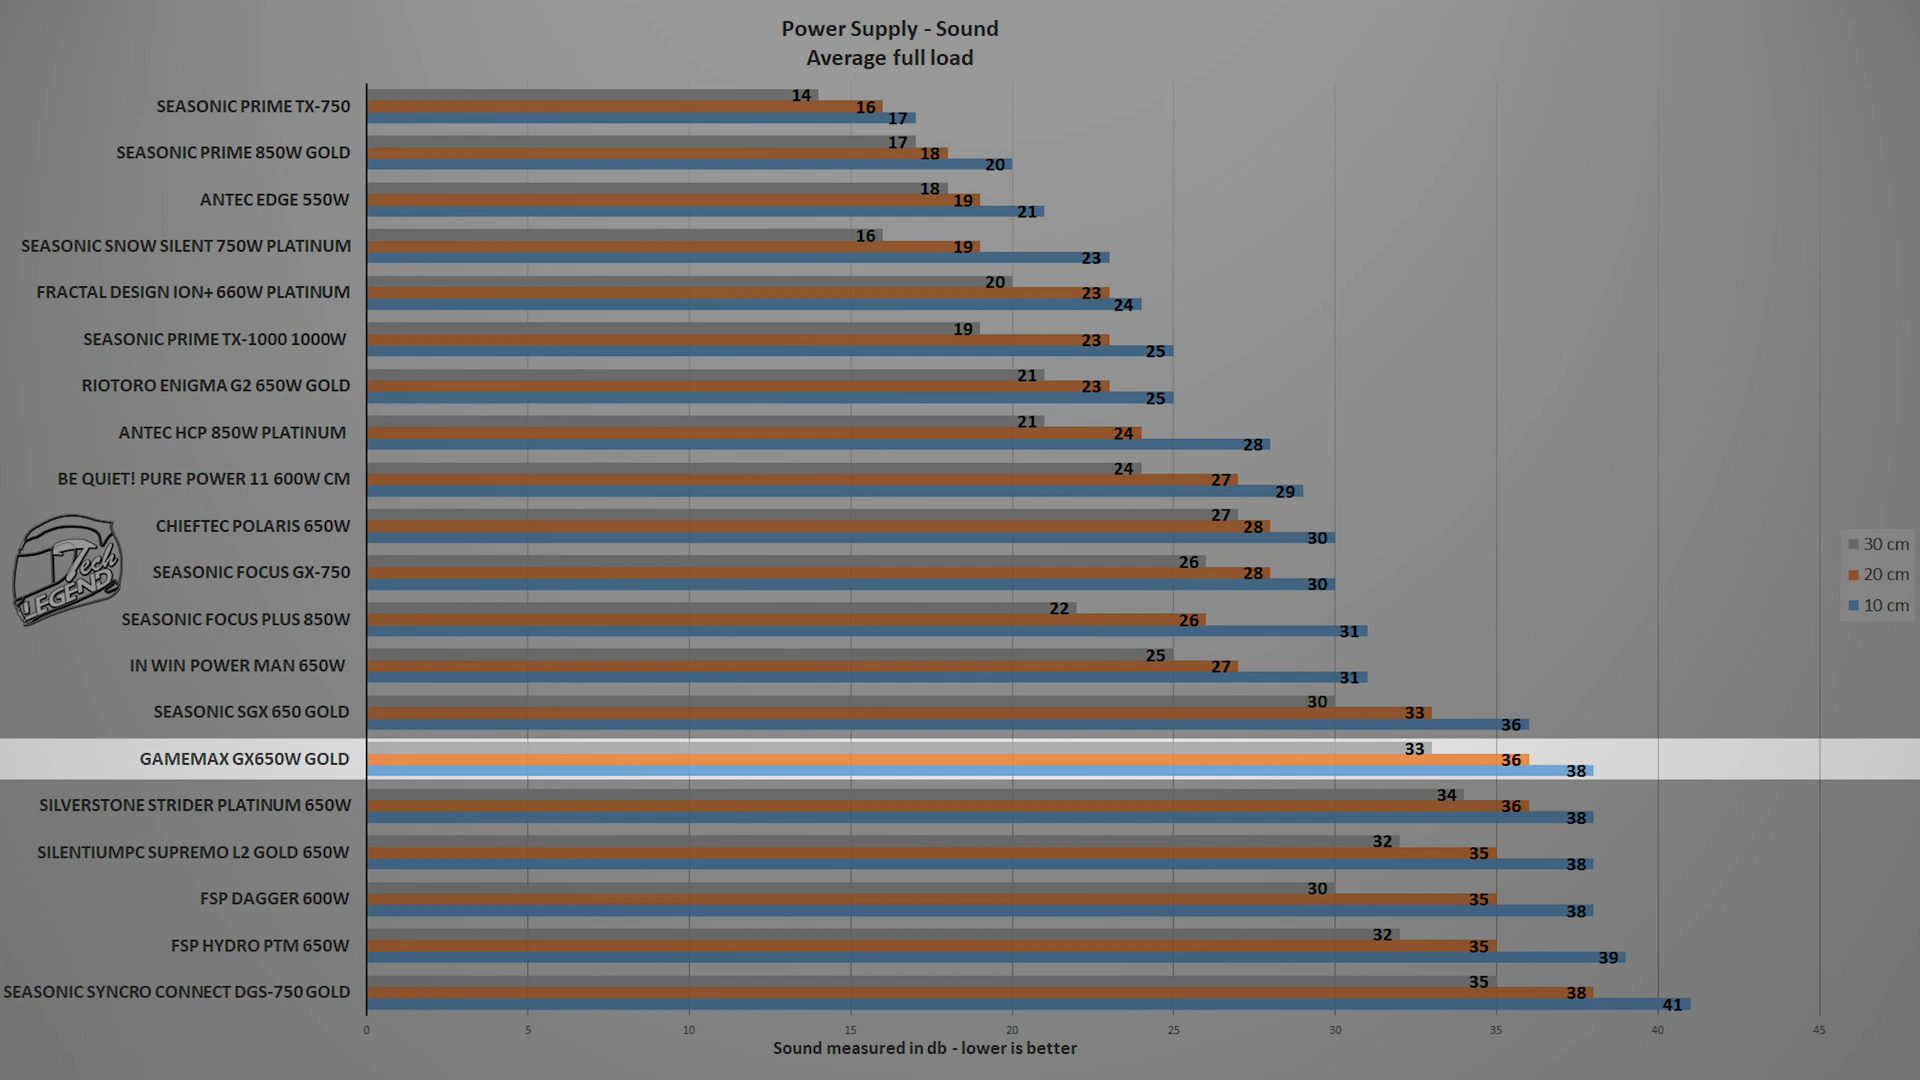 Power Supply - Sound
Average full load
SEASONIC PRIME TX-750
14
16
17
SEASONIC PRIME 850W GOLD
17
18
20
ANTEC EDGE 550W
18
19
21
SEASONIC SNOW SILENT 750W PLATINUM
16
19
23
FRACTAL DESIGN ION+ 660W PLATINUM
20
23
24
SEASONIC PRIME TX-1000 1000W
19
23
25
RIOTORO ENIGMA G2 650W GOLD
21
23
25
ANTEC HCP 850W PLATINUM
21
24
28
BE QUIET! PURE POWER 11 600W CM
24
27
29
CHIEFTEC POLARIS 650W
27
28
30
SEASONIC FOCUS GX-750
26
28
30
SEASONIC FOCUS PLUS 850W
22
26
31
IN WIN POWER MAN 650W
25
27
31
SEASONIC SGX 650 GOLD
30
33
36
GAMEMAX GX650W GOLD
33
36
38
SILVERSTONE STRIDER PLATINUM 650W
34
36
38
SILENTIUMPC SUPREMO L2 GOLD 650W
32
35
38
FSP DAGGER 600W
30
35
38
FSP HYDRO PTM 650W
32
35
39
SEASONIC SYNCRO CONNECT DGS-750 GOLD
35
38
41
0 5 10 15 20 25 30 35 40 45
Sound measured in db - lower is better
30 cm
20 cm
10 cm
Tech
LEGEND